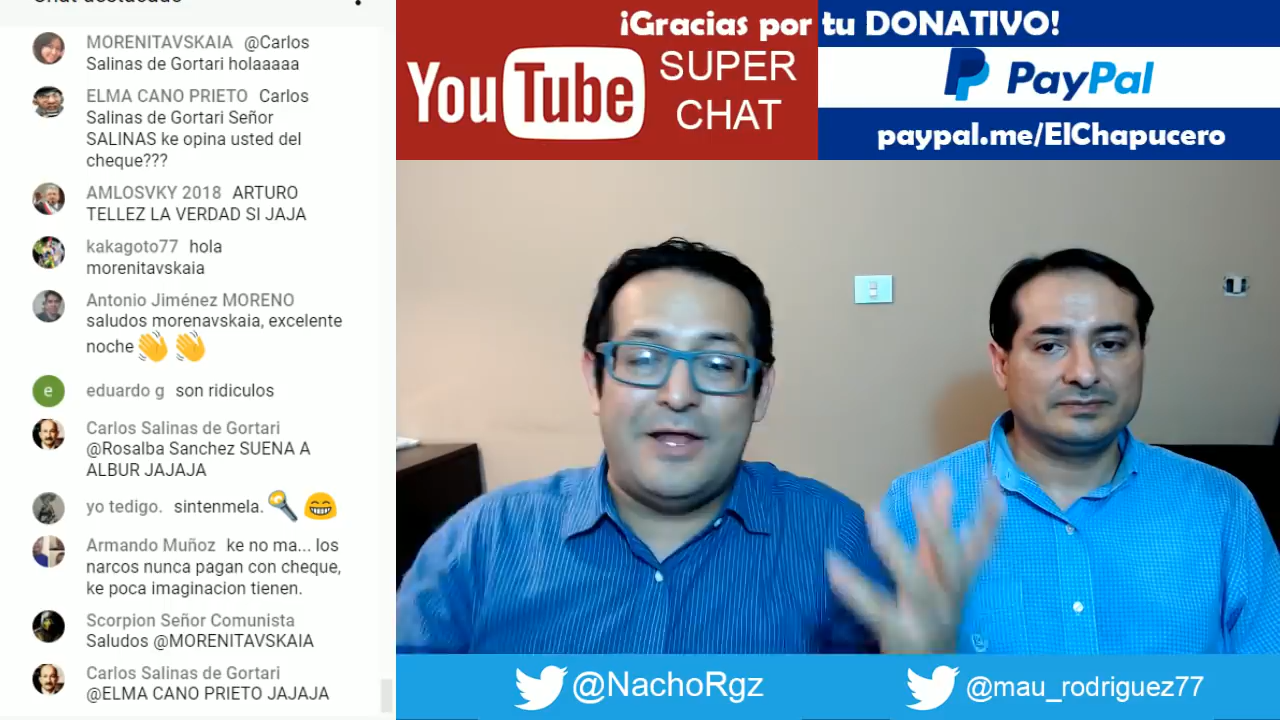 MORENITAVSKAIA @Carlos
Salinas de Gortari holaaaaa
ELMA CANO PRIETO Carlos
Salinas de Gortari Señor
SALINAS ke opina usted del
cheque???
AMLOSVKY 2018 ARTURO
TELLEZ LA VERDAD SI JAJA
kakagoto77 hola
morenitavskaia
Antonio Jiménez MORENO
saludos morenavskaia, excelente
noche
e
eduardo g son ridiculos
Carlos Salinas de Gortari
@Rosalba Sanchez SUENA A
ALBUR JAJAJA
yo tedigo. sintenmela.
Armando Muñoz ke no ma... los
narcos nunca pagan con cheque,
ke poca imaginacion tienen.
Scorpion Señor Comunista
Saludos @MORENITAVSKAIA
Carlos Salinas de Gortari
@ELMA CANO PRIETO JAJAJA
¡Gracias por tu DONATIVO!
YouTube
SUPER
CHAT
PayPal
paypal.me/ElChapucero
@NachoRgz
@mau_rodriguez77